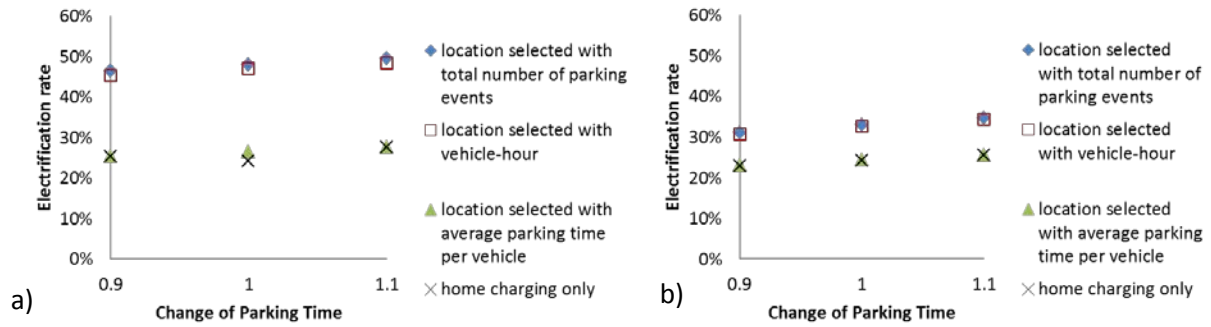 60%
50%
40%
30%
20%
10%
0%
Electrification rate
0.9 1 1.1
Change of Parking Time
a)
location selected with
total number of parking
events
location selected with
vehicle-hour
location selected with
average parking time
per vehicle
home charging only
60%
50%
40%
30%
20%
10%
0%
Electrification rate
0.9 1 1.1
Change of Parking Time
b)
location selected
with total number of
parking events
location selected
with vehicle-hour
location selected
with average parking
time per vehicle
home charging only